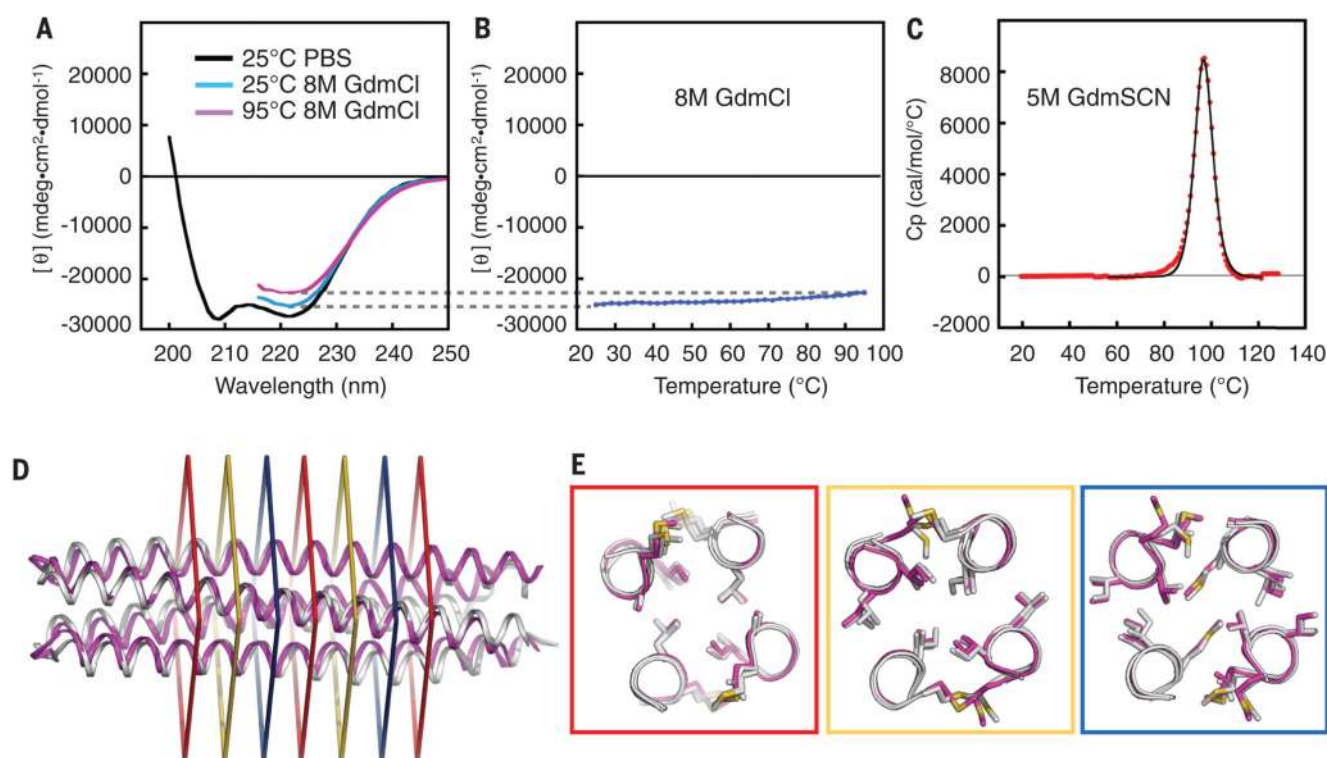 A
25°C PBS
25°C 8M GdmCl
95°C 8M GdmCl
20000
10000
0
-10000
-20000
-30000
[θ] (mdeg•cm²•dmol⁻¹)
200 210 220 230 240 250
Wavelength (nm)
B
8M GdmCl
20000
10000
0
-10000
-20000
-30000
[θ] (mdeg•cm²•dmol⁻¹)
20 30 40 50 60 70 80 90 100
Temperature (°C)
C
5M GdmSCN
8000
6000
4000
2000
0
-2000
Cp (cal/mol/°C)
20 40 60 80 100 120 140
Temperature (°C)
D
E